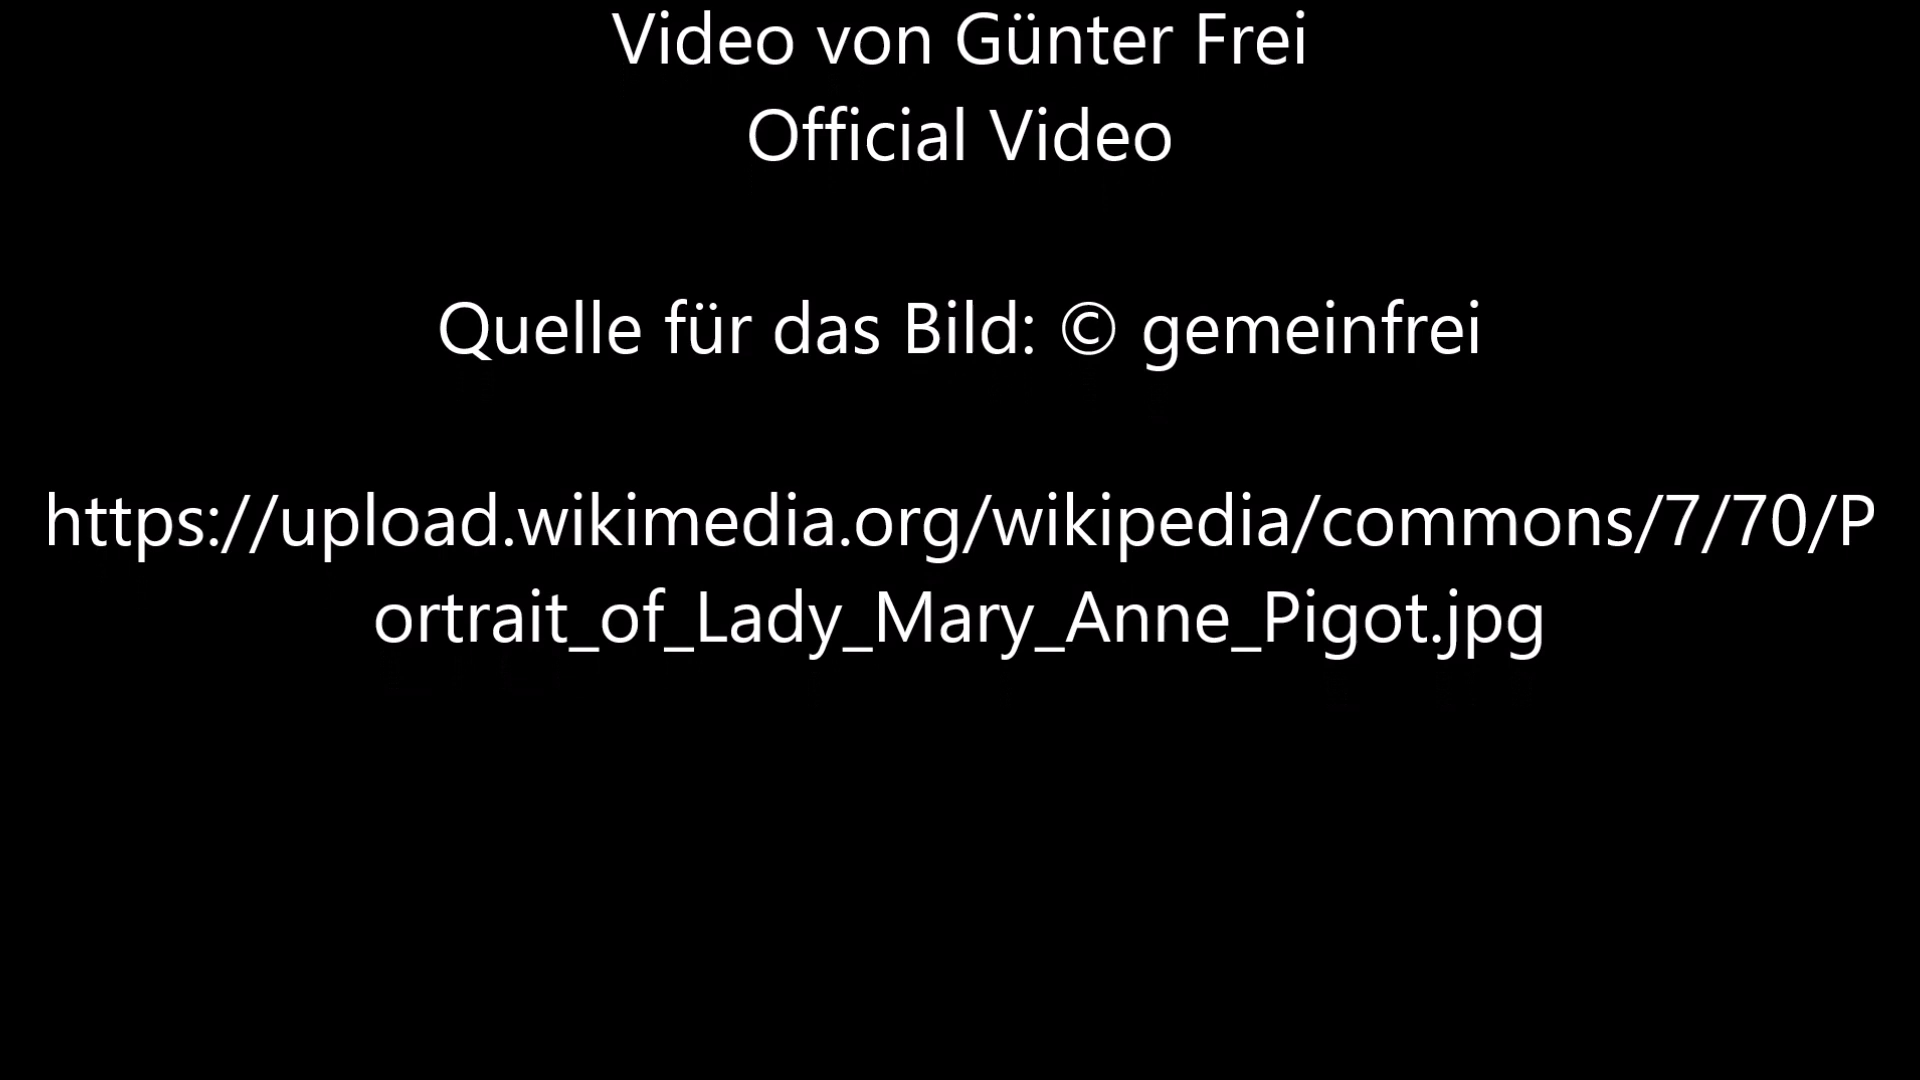 Video von Günter Frei
Official Video
Quelle für das Bild: © gemeinfrei
https://upload.wikimedia.org/wikipedia/commons/7/70/P
ortrait_of_Lady_Mary_Anne_Pigot.jpg